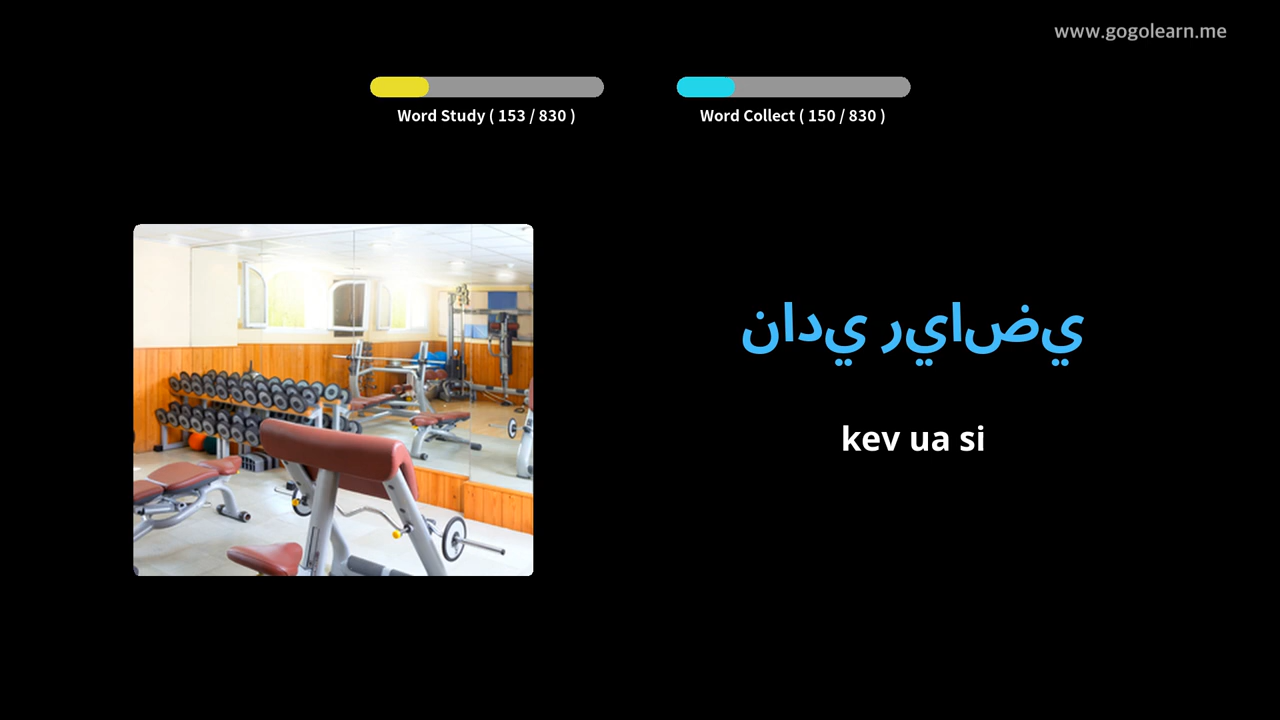 www.gogolearn.me
Word Study ( 153 / 830 )
Word Collect ( 150 / 830 )
نادي رياضي
kev ua si